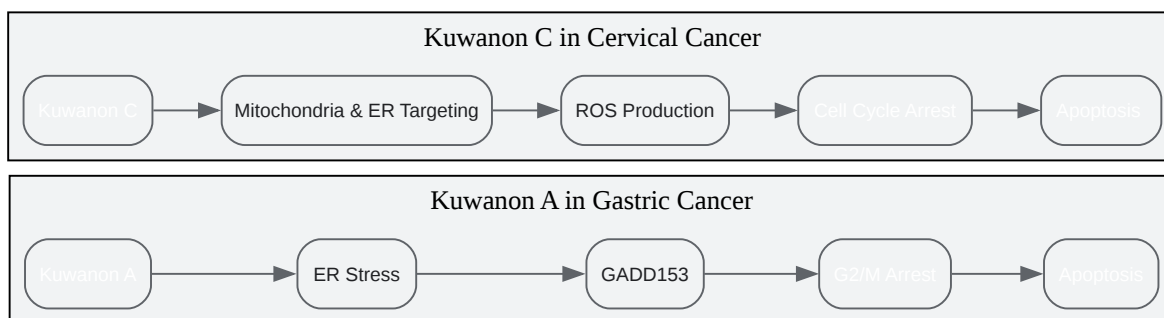 Kuwanon C in Cervical Cancer
Kuwanon C
Mitochondria & ER Targeting
ROS Production
Cell Cycle Arrest
Apoptosis
Kuwanon A in Gastric Cancer
Kuwanon A
ER Stress
GADD153
G2/M Arrest
Apoptosis